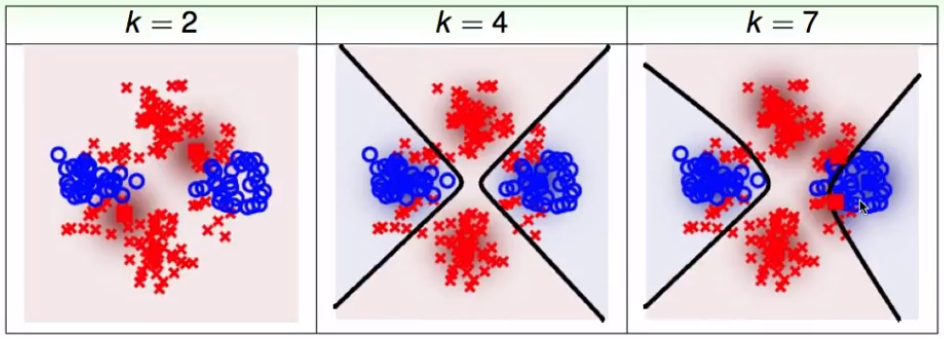 k = 2
k = 4
k = 7